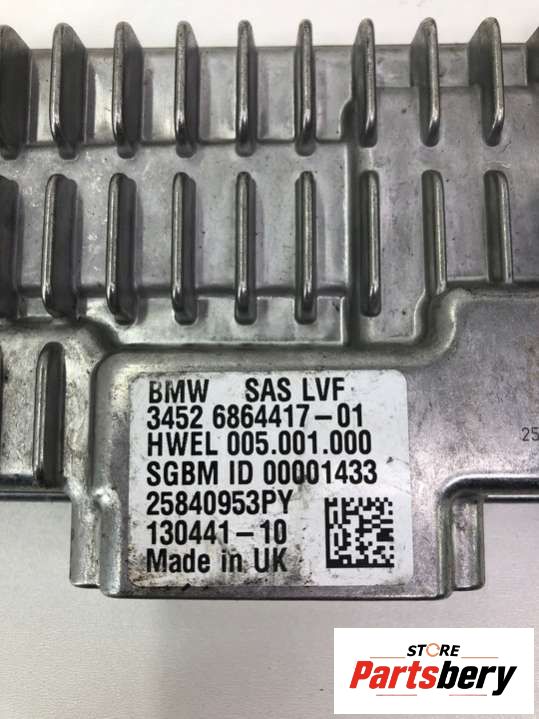 BMW SAS LVF
3452 6864417-01
HWEL 005.001.000
SGBM ID 00001433
25840953PY
130441-10
Made in UK
25
STORE
Partsbery